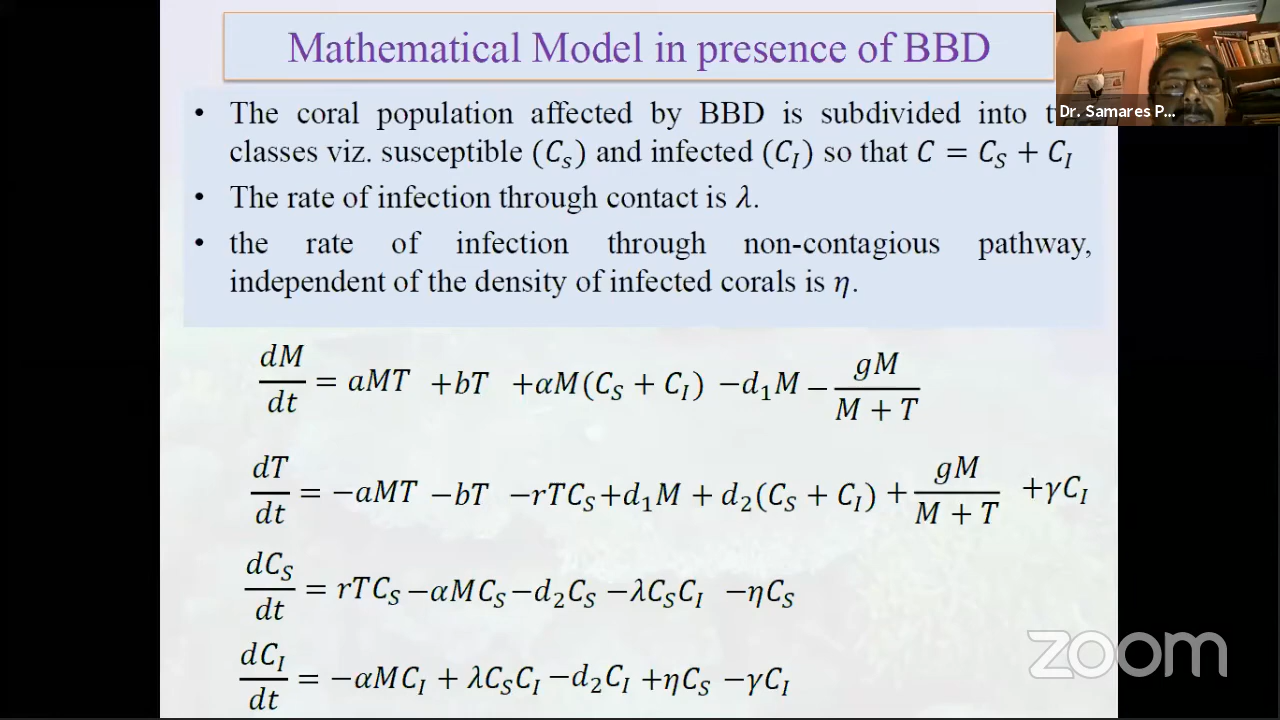 Mathematical Model in presence of BBD
• The coral population affected by BBD is subdivided into
classes viz. susceptible (C_s) and infected (C_I) so that C = C_S + C_I
• The rate of infection through contact is λ.
• the rate of infection through non-contagious pathway,
independent of the density of infected corals is η.
dM/dt = aMT +bT +αM(C_S + C_I) −d_1M − gM/(M + T)
dT/dt = −aMT −bT −rTC_S+d_1M + d_2(C_S + C_I) + gM/(M + T) +γC_I
dC_S/dt = rTC_S−αMC_S−d_2C_S −λC_SC_I −ηC_S
dC_I/dt = −αMC_I + λC_SC_I −d_2C_I +ηC_S −γC_I
Dr. Samares P...
zoom